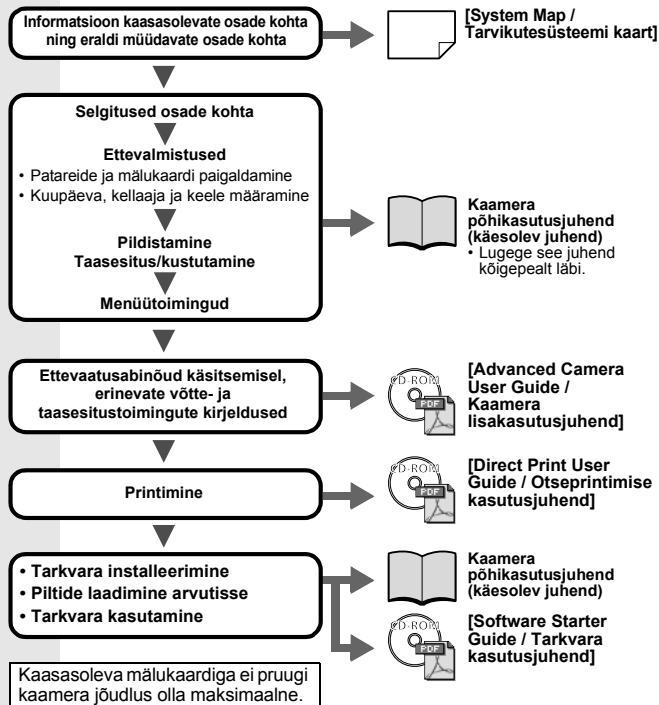 Informatsioon kaasasolevate osade kohta
ning eraldi müüdavate osade kohta
[System Map /
Tarvikutesüsteemi kaart]
Selgitused osade kohta
Ettevalmistused
• Patareide ja mälukaardi paigaldamine
• Kuupäeva, kellaaja ja keele määramine
Pildistamine
Taasesitus/kustutamine
Menüütoimingud
Kaamera
põhikasutusjuhend
(käesolev juhend)
• Lugege see juhend
kõigepealt läbi.
Ettevaatusabinõud käsitsemisel,
erinevate võtte- ja
taasesitustoimingute kirjeldused
CD-ROM
PDF
[Advanced Camera
User Guide /
Kaamera
lisakasutusjuhend]
Printimine
CD-ROM
PDF
[Direct Print User
Guide / Otseprintimise
kasutusjuhend]
• Tarkvara installeerimine
• Piltide laadimine arvutisse
• Tarkvara kasutamine
Kaamera
põhikasutusjuhend
(käesolev juhend)
CD-ROM
PDF
[Software Starter
Guide / Tarkvara
kasutusjuhend]
Kaasasoleva mälukaardiga ei pruugi
kaamera jõudlus olla maksimaalne.